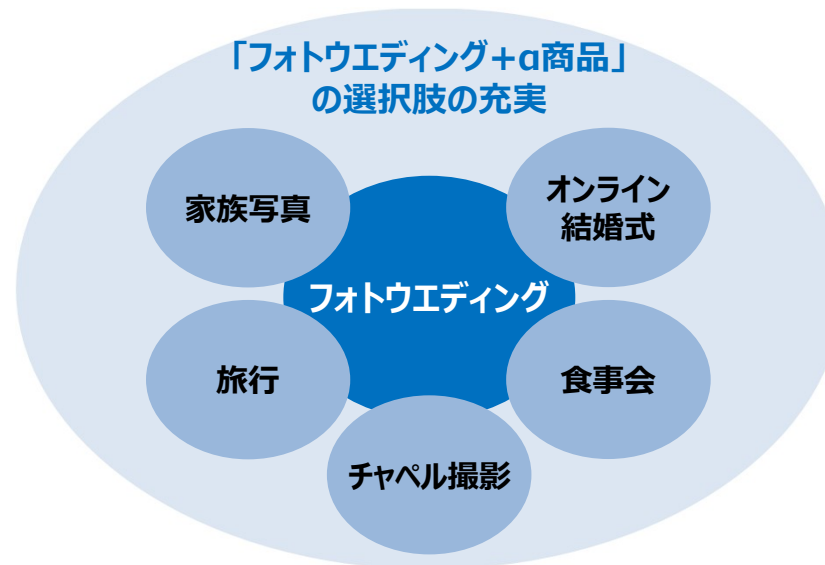 「フォトウエディング+α商品」
の選択肢の充実
家族写真
オンライン
結婚式
フォトウエディング
旅行
食事会
チャペル撮影